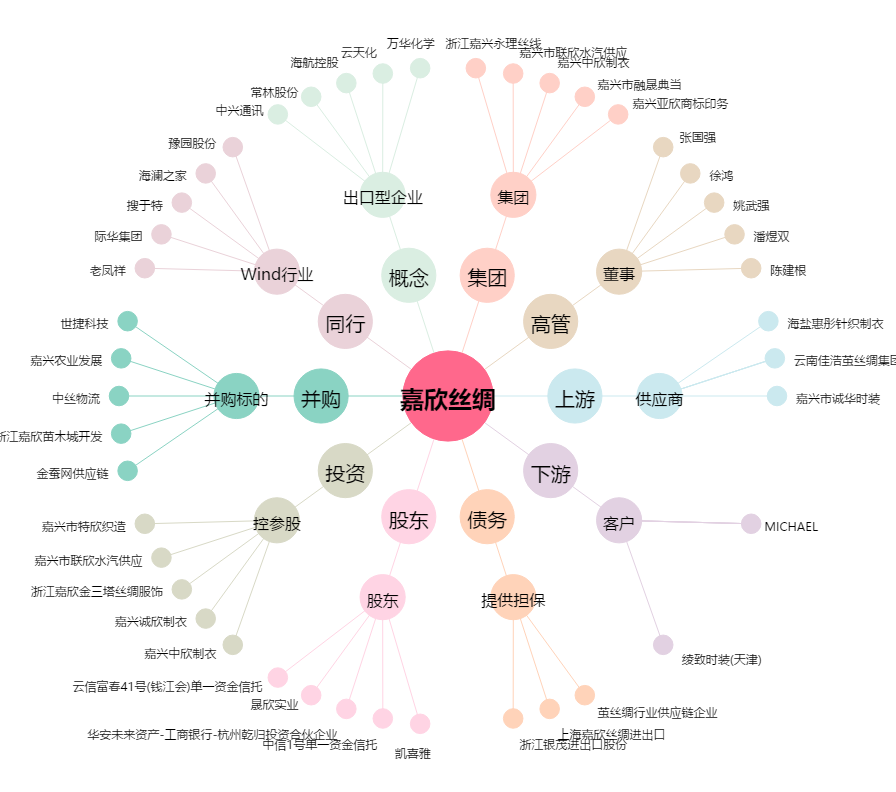 万华化学
浙江嘉兴永理丝线
云天化
嘉兴市联欣水汽供应
海航控股
嘉兴中欣制衣
常林股份
嘉兴市融晟典当
中兴通讯
嘉兴亚欣商标印务
豫园股份
张国强
海澜之家
徐鸿
搜于特
姚武强
际华集团
潘煜双
老凤祥
陈建根
出口型企业
集团
Wind行业
董事
概念
集团
同行
高管
世捷科技
海盐惠彤针织制衣
嘉兴农业发展
云南佳浩茧丝绸集团
中丝物流
并购标的
并购
嘉欣丝绸
上游
供应商
嘉兴市诚华时装
浙江嘉欣苗木城开发
金蚕网供应链
投资
下游
股东
债务
嘉兴市特欣织造
控参股
客户
MICHAEL
嘉兴市联欣水汽供应
浙江嘉欣金三塔丝绸服饰
股东
提供担保
嘉兴诚欣制衣
嘉兴中欣制衣
绫致时装(天津)
云信富春41号(钱江会)单一资金信托
晟欣实业
茧丝绸行业供应链企业
华安未来资产-工商银行-杭州乾归投资合伙企业
上海嘉欣丝绸进出口
中信1号单一资金信托
浙江银茂进出口股份
凯喜雅